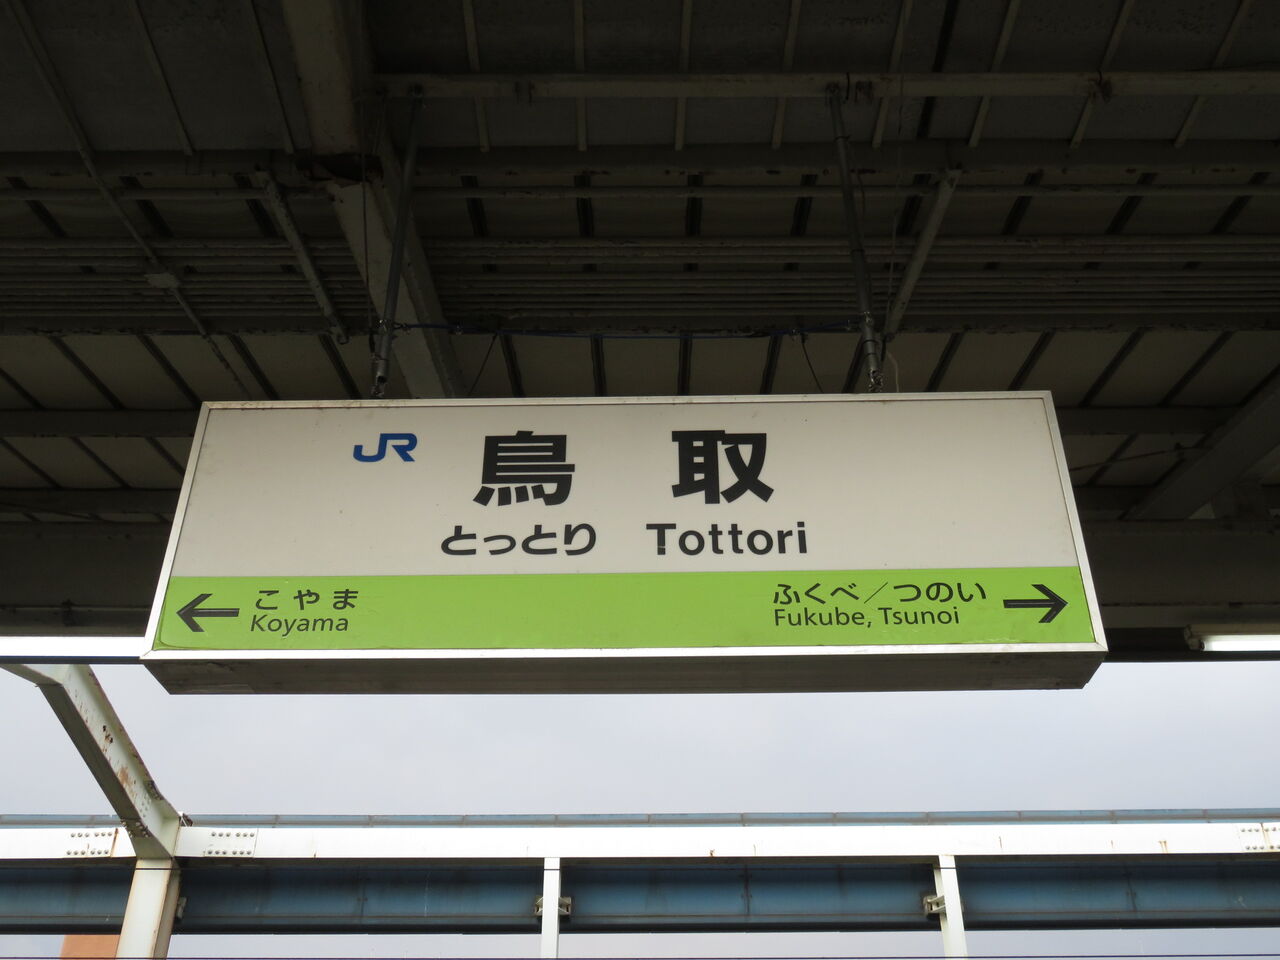 JR 鳥取
とっとり Tottori
← こやま ふくべ／つのい →
Koyama Fukube, Tsunoi